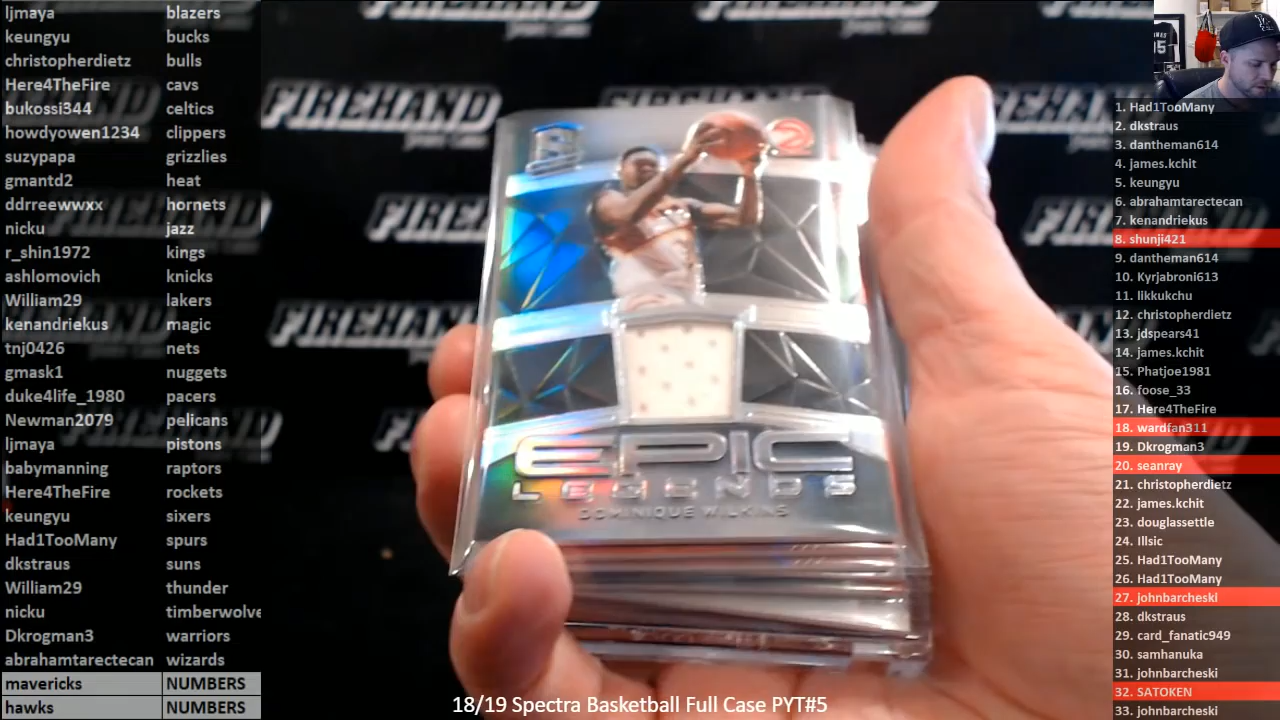 ljmaya blazers
keungyu bucks
christopherdietz bulls
Here4TheFire cavs
bukossi344 celtics
howdyowen1234 clippers
suzypapa grizzlies
gmantd2 heat
ddrreewwxx hornets
nicku jazz
r_shin1972 kings
ashlomovich knicks
William29 lakers
kenandriekus magic
tnj0426 nets
gmask1 nuggets
duke4life_1980 pacers
Newman2079 pelicans
ljmaya pistons
babymanning raptors
Here4TheFire rockets
keungyu sixers
Had1TooMany spurs
dkstraus suns
William29 thunder
nicku timberwolve
Dkrogman3 warriors
abrahamtarectecan wizards
mavericks NUMBERS
hawks NUMBERS
FIREHAND
FIREHAND
FIREHAND
FIREHAND
EPIC
LEGENDS
DOMINIQUE WILKINS
18/19 Spectra Basketball Full Case PYT#5
1. Had1TooMany
2. dkstraus
3. dantheman614
4. james.kchit
5. keungyu
6. abrahamtarectecan
7. kenandriekus
8. shunji421
9. dantheman614
10. Kyrjabroni613
11. likkukchu
12. christopherdietz
13. jdspears41
14. james.kchit
15. Phatjoe1981
16. foose_33
17. Here4TheFire
18. wardfan311
19. Dkrogman3
20. seanray
21. christopherdietz
22. james.kchit
23. douglassettle
24. Illsic
25. Had1TooMany
26. Had1TooMany
27. johnbarcheski
28. dkstraus
29. card_fanatic949
30. samhanuka
31. johnbarcheski
32. SATOKEN
33. johnbarcheski